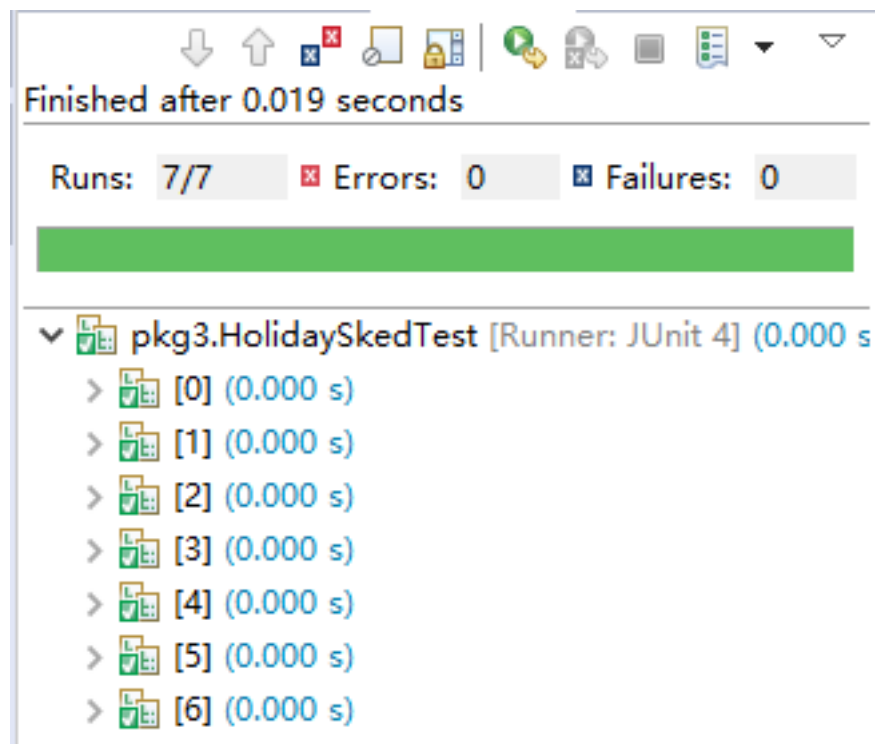 Finished after 0.019 seconds
Runs: 7/7 Errors: 0 Failures: 0
pkg3.HolidaySkedTest [Runner: JUnit 4] (0.000 s
[0] (0.000 s)
[1] (0.000 s)
[2] (0.000 s)
[3] (0.000 s)
[4] (0.000 s)
[5] (0.000 s)
[6] (0.000 s)